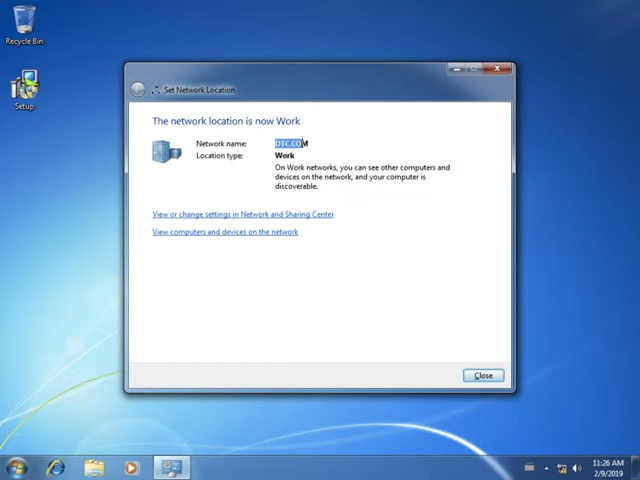 Recycle Bin
Setup
Set Network Location
The network location is now Work
Network name: DTC.COM
Location type: Work
On Work networks, you can see other computers and
devices on the network, and your computer is
discoverable.
View or change settings in Network and Sharing Center
View computers and devices on the network
Close
11:26 AM
2/9/2019